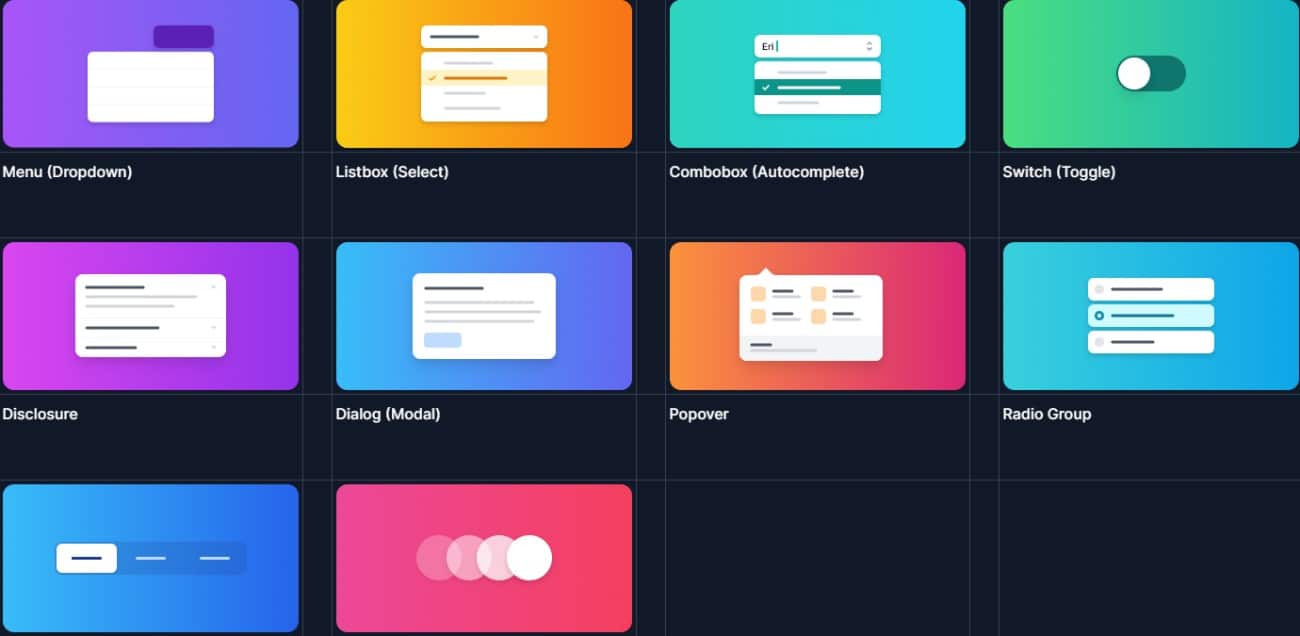 Eri
Menu (Dropdown)
Listbox (Select)
Combobox (Autocomplete)
Switch (Toggle)
Disclosure
Dialog (Modal)
Popover
Radio Group